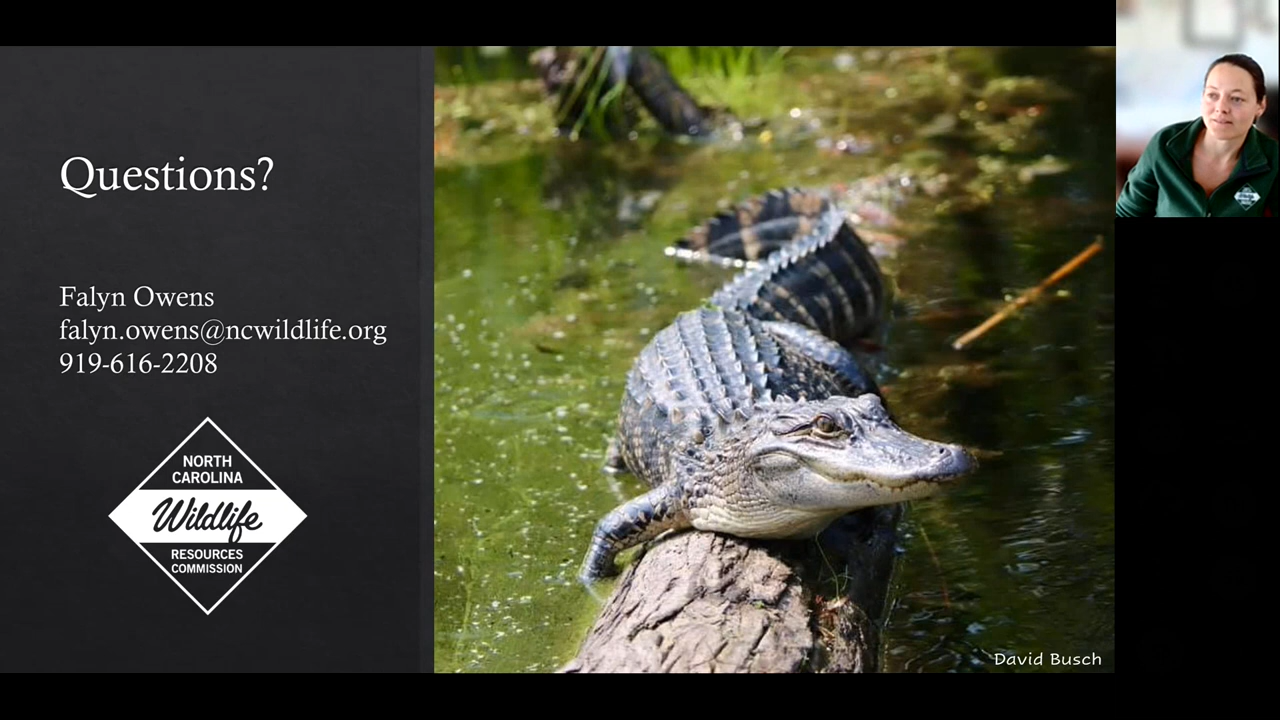 Questions?
Falyn Owens
falyn.owens@ncwildlife.org
919-616-2208
NORTH
CAROLINA
Wildlife
RESOURCES
COMMISSION
David Busch